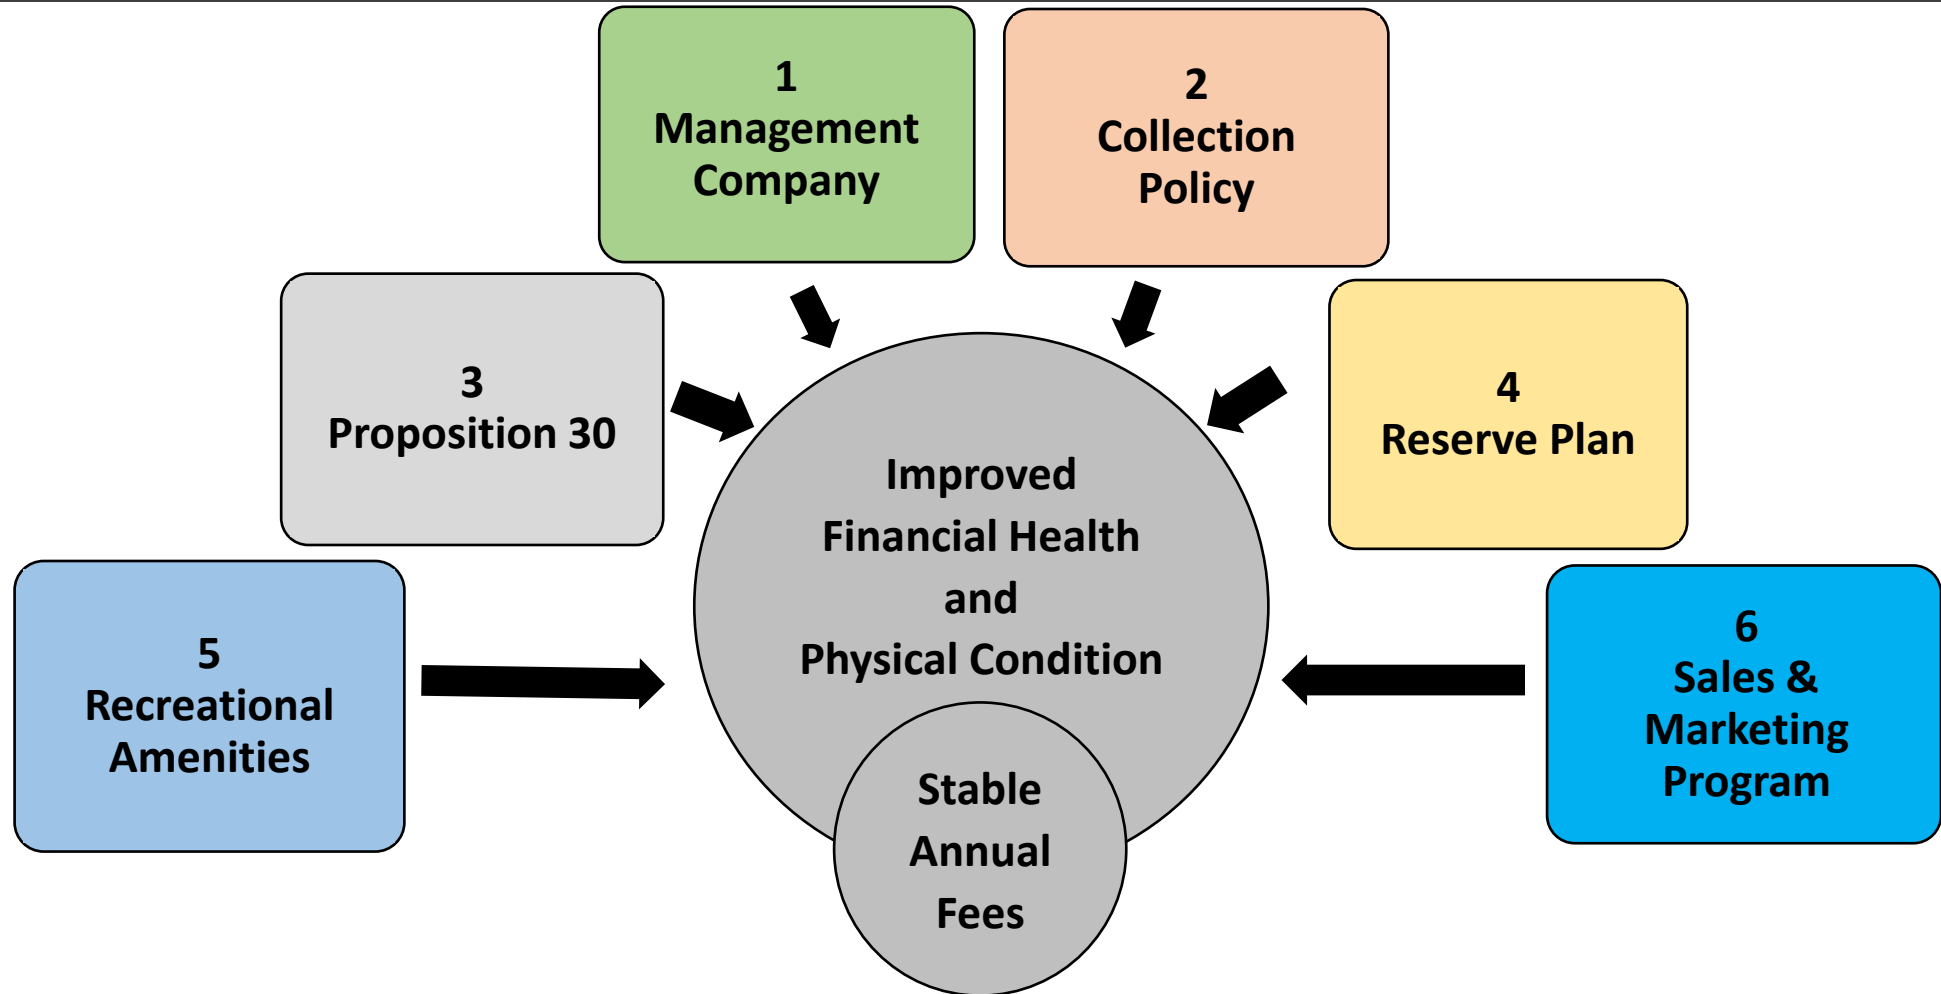 1
Management
Company
2
Collection
Policy
3
Proposition 30
4
Reserve Plan
5
Recreational
Amenities
6
Sales &
Marketing
Program
Improved
Financial Health
and
Physical Condition
Stable
Annual
Fees